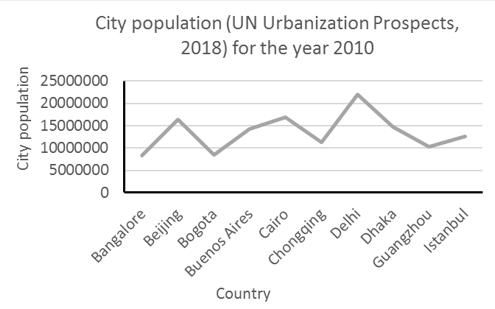 City population (UN Urbanization Prospects,
2018) for the year 2010
City population
25000000
20000000
15000000
10000000
5000000
0
Bangalore
Beijing
Bogota
Buenos Aires
Cairo
Chongqing
Delhi
Dhaka
Guangzhou
Istanbul
Country